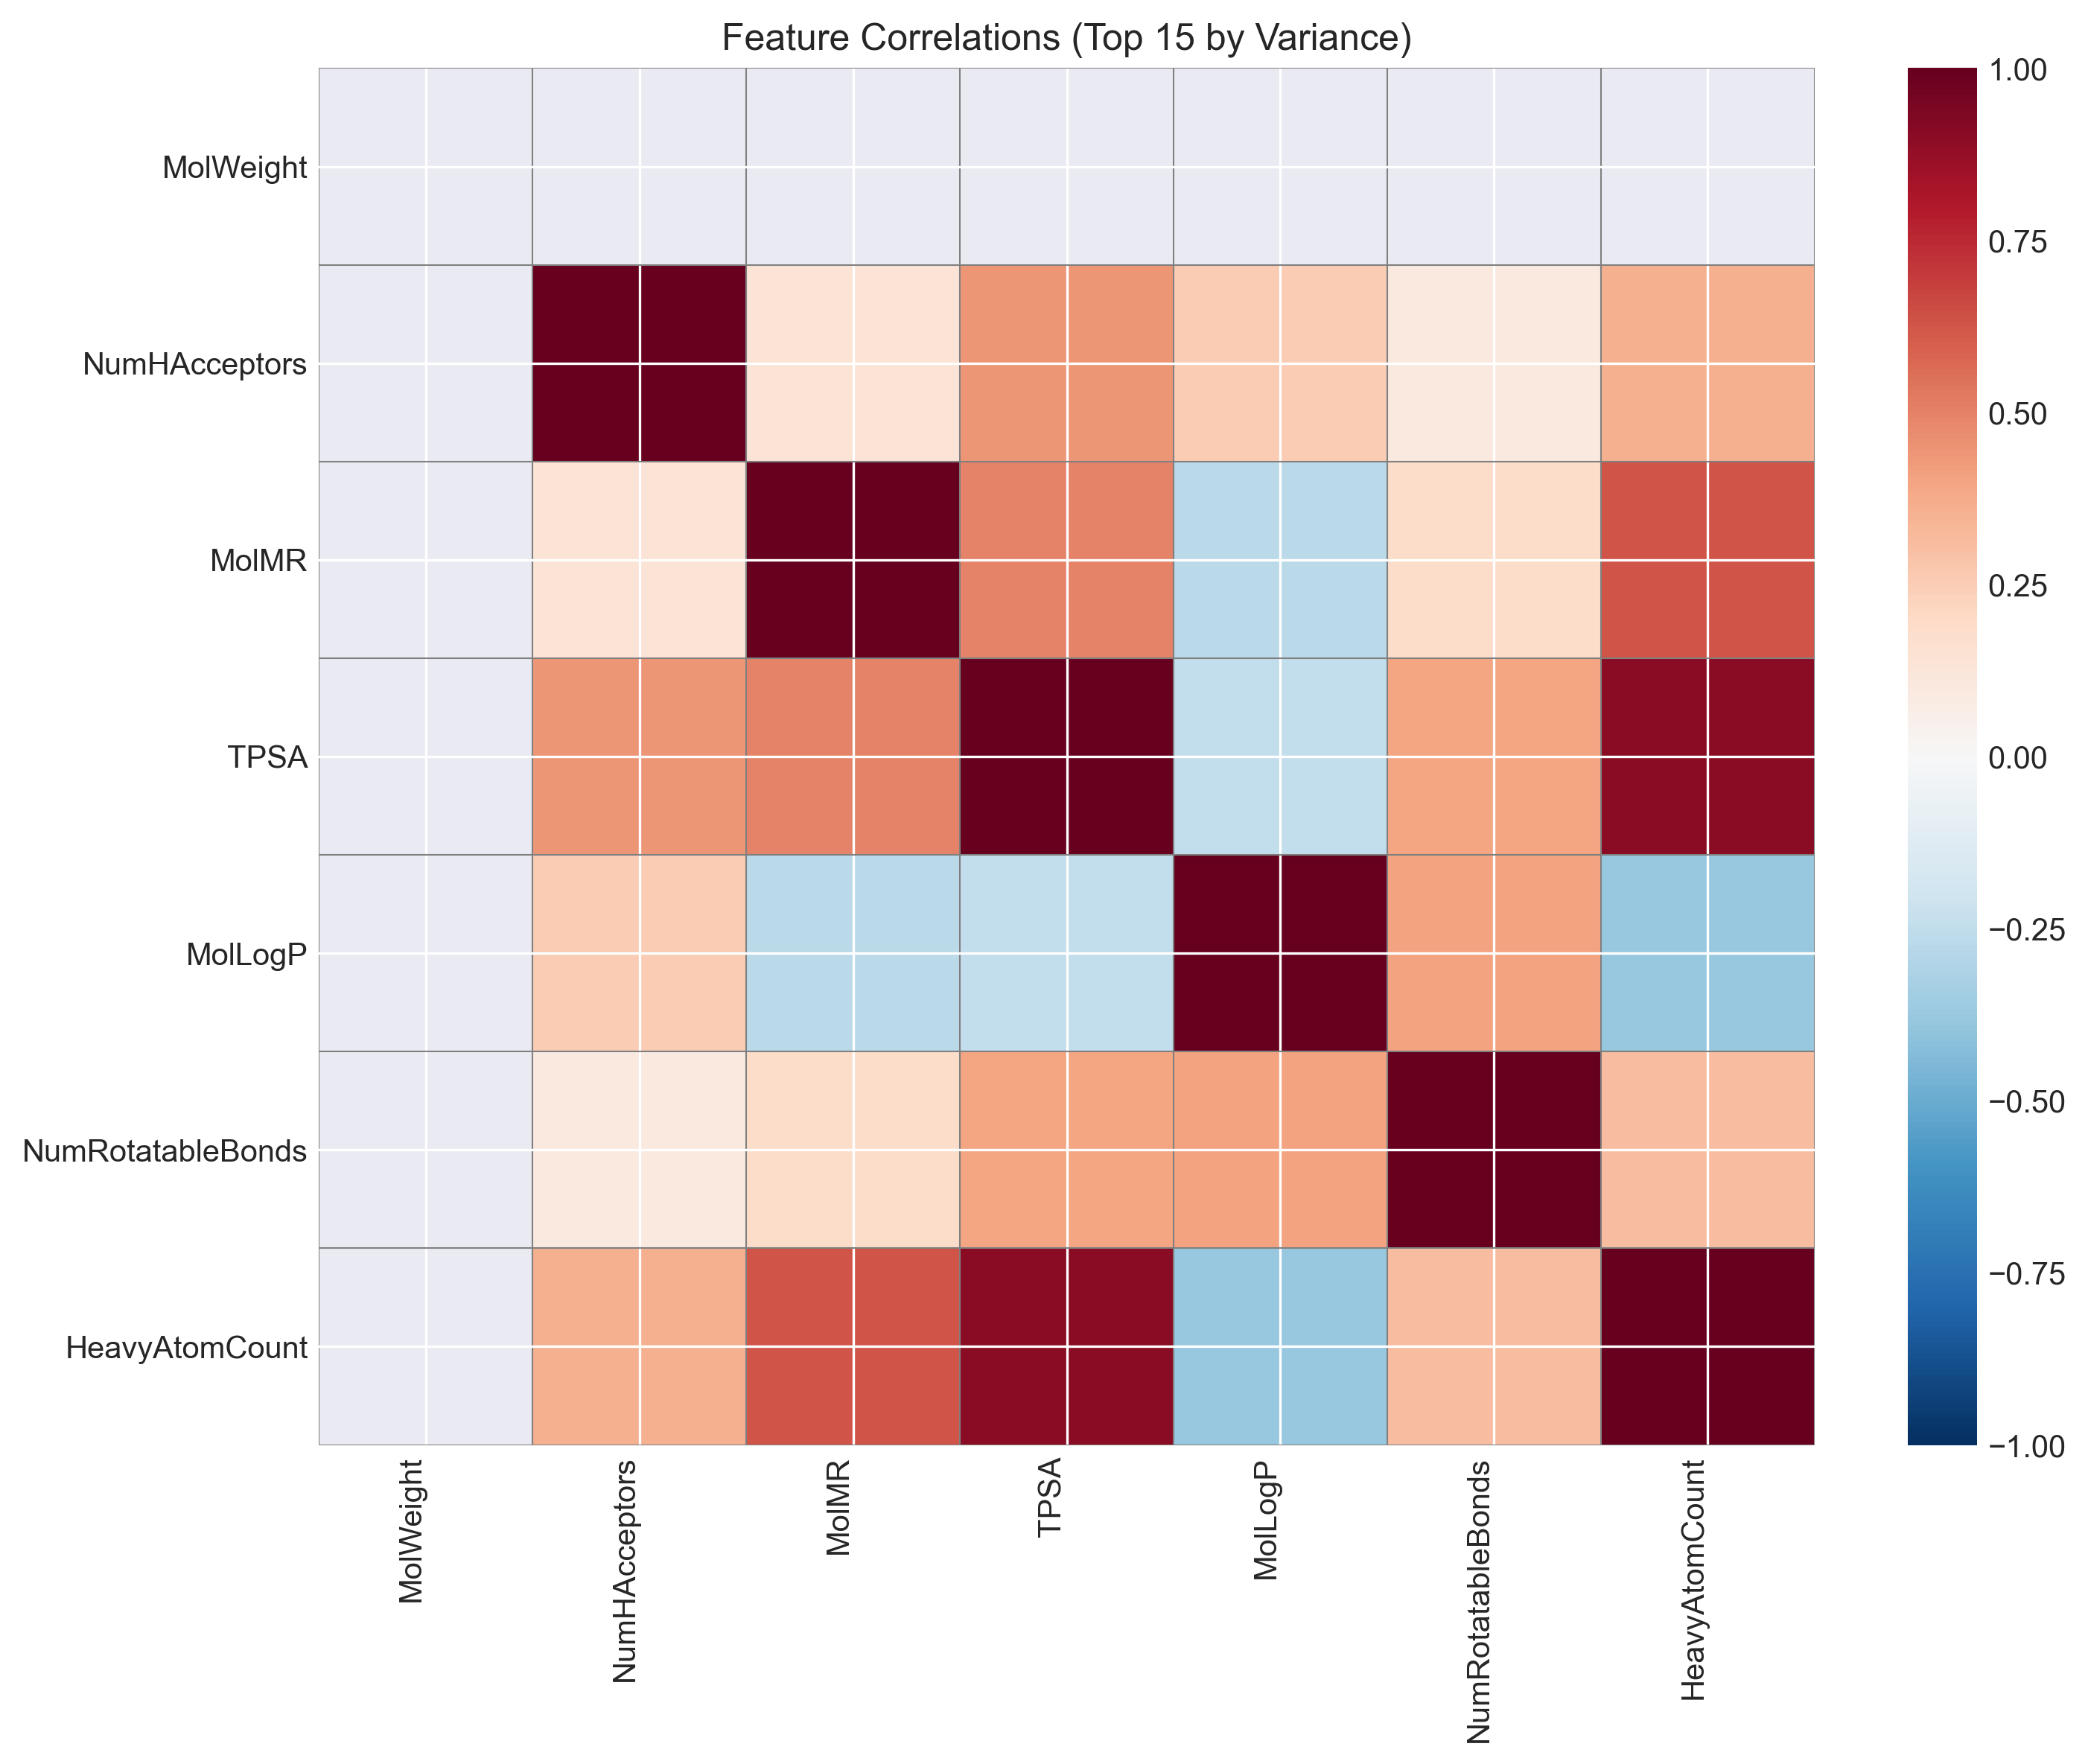 Feature Correlations (Top 15 by Variance)
MolWeight
NumHAcceptors
MolMR
TPSA
MolLogP
NumRotatableBonds
HeavyAtomCount
MolWeight
NumHAcceptors
MolMR
TPSA
MolLogP
NumRotatableBonds
HeavyAtomCount
1.00
0.75
0.50
0.25
0.00
−0.25
−0.50
−0.75
−1.00